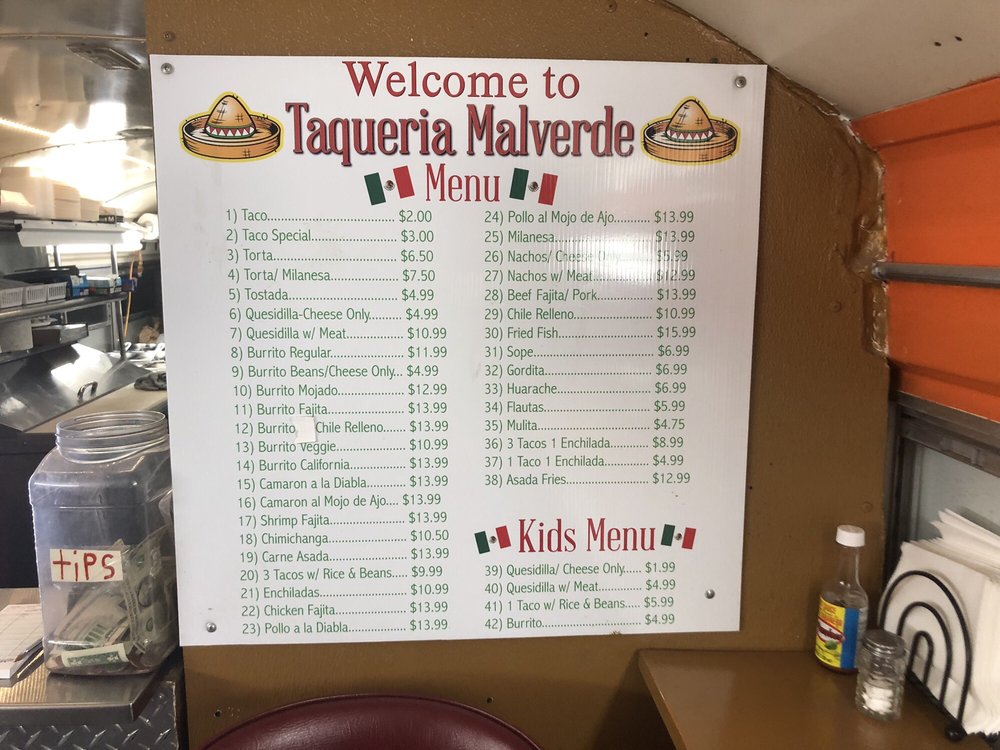 Welcome to
Taqueria Malverde
Menu
1) Taco.................................. $2.00
2) Taco Special......................... $3.00
3) Torta................................... $6.50
4) Torta/ Milanesa.................... $7.50
5) Tostada................................ $4.99
6) Quesidilla-Cheese Only......... $4.99
7) Quesidilla w/ Meat................ $10.99
8) Burrito Regular..................... $11.99
9) Burrito Beans/Cheese Only... $4.99
10) Burrito Mojado................... $12.99
11) Burrito Fajita...................... $13.99
12) Burrito Chile Relleno....... $13.99
13) Burrito Veggie.................... $10.99
14) Burrito California................ $13.99
15) Camaron a la Diabla............ $13.99
16) Camaron al Mojo de Ajo.... $13.99
17) Shrimp Fajita...................... $13.99
18) Chimichanga...................... $10.50
19) Carne Asada....................... $13.99
20) 3 Tacos w/ Rice & Beans..... $9.99
21) Enchiladas.......................... $10.99
22) Chicken Fajita..................... $13.99
23) Pollo a la Diabla................. $13.99
24) Pollo al Mojo de Ajo........... $13.99
25) Milanesa............................ $13.99
26) Nachos/ Cheese Only......... $5.99
27) Nachos w/ Meat................. $12.99
28) Beef Fajita/ Pork................ $13.99
29) Chile Relleno...................... $10.99
30) Fried Fish........................... $15.99
31) Sope.................................. $6.99
32) Gordita.............................. $6.99
33) Huarache........................... $6.99
34) Flautas............................... $5.99
35) Mulita................................ $4.75
36) 3 Tacos 1 Enchilada............ $8.99
37) 1 Taco 1 Enchilada.............. $4.99
38) Asada Fries........................ $12.99
Kids Menu
39) Quesidilla/ Cheese Only..... $1.99
40) Quesidilla w/ Meat............. $4.99
41) 1 Taco w/ Rice & Beans..... $5.99
42) Burrito............................... $4.99
tiPS